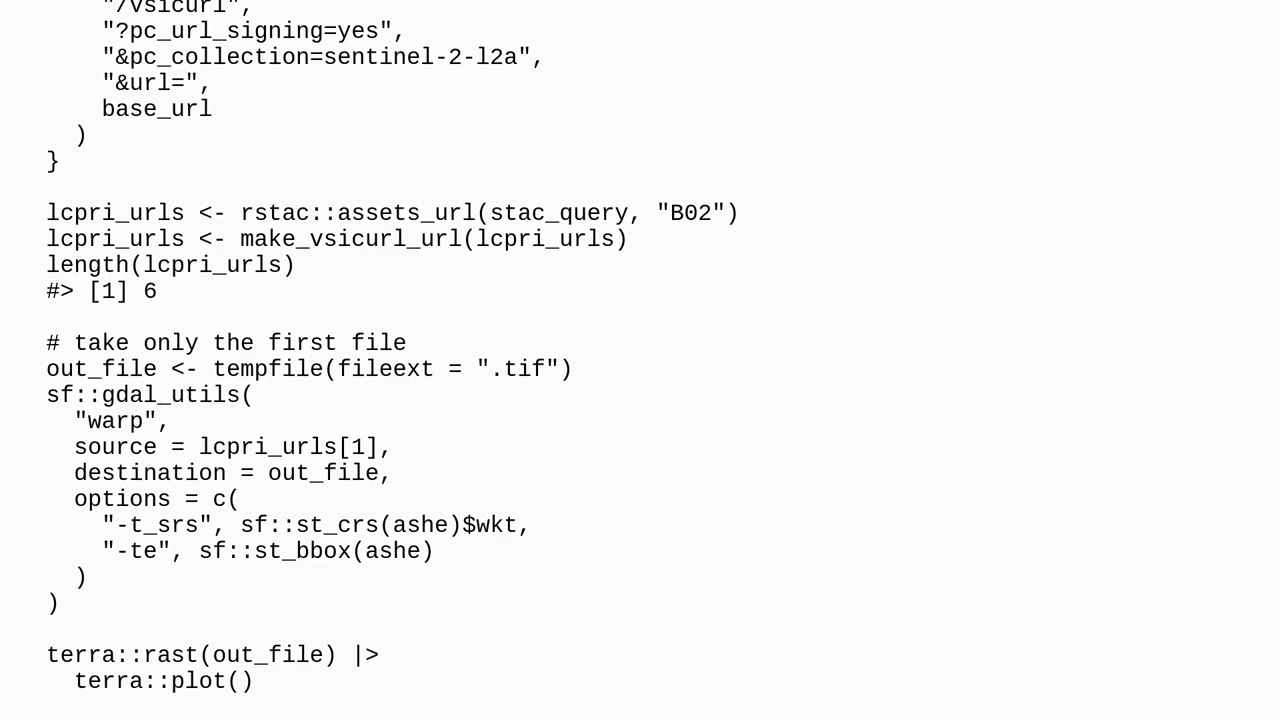 "/vsicurl",
"?pc_url_signing=yes",
"&pc_collection=sentinel-2-l2a",
"&url=",
base_url
)
}
lcpri_urls <- rstac::assets_url(stac_query, "B02")
lcpri_urls <- make_vsicurl_url(lcpri_urls)
length(lcpri_urls)
#> [1] 6
# take only the first file
out_file <- tempfile(fileext = ".tif")
sf::gdal_utils(
"warp",
source = lcpri_urls[1],
destination = out_file,
options = c(
"-t_srs", sf::st_crs(ashe)$wkt,
"-te", sf::st_bbox(ashe)
)
)
terra::rast(out_file) |>
terra::plot()